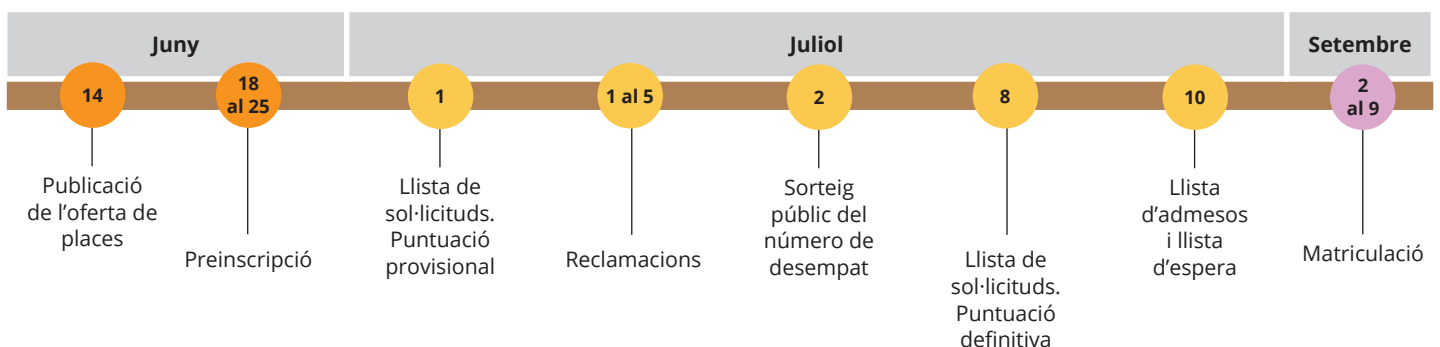 Juny
Juliol
Setembre
14
18
al 25
1
1 al 5
2
8
10
2
al 9
Publicació
de l’oferta de
places
Preinscripció
Llista de
sol·licituds.
Puntuació
provisional
Reclamacions
Sorteig
públic del
número de
desempat
Llista de
sol·licituds.
Puntuació
definitiva
Llista
d’admesos
i llista
d’espera
Matriculació